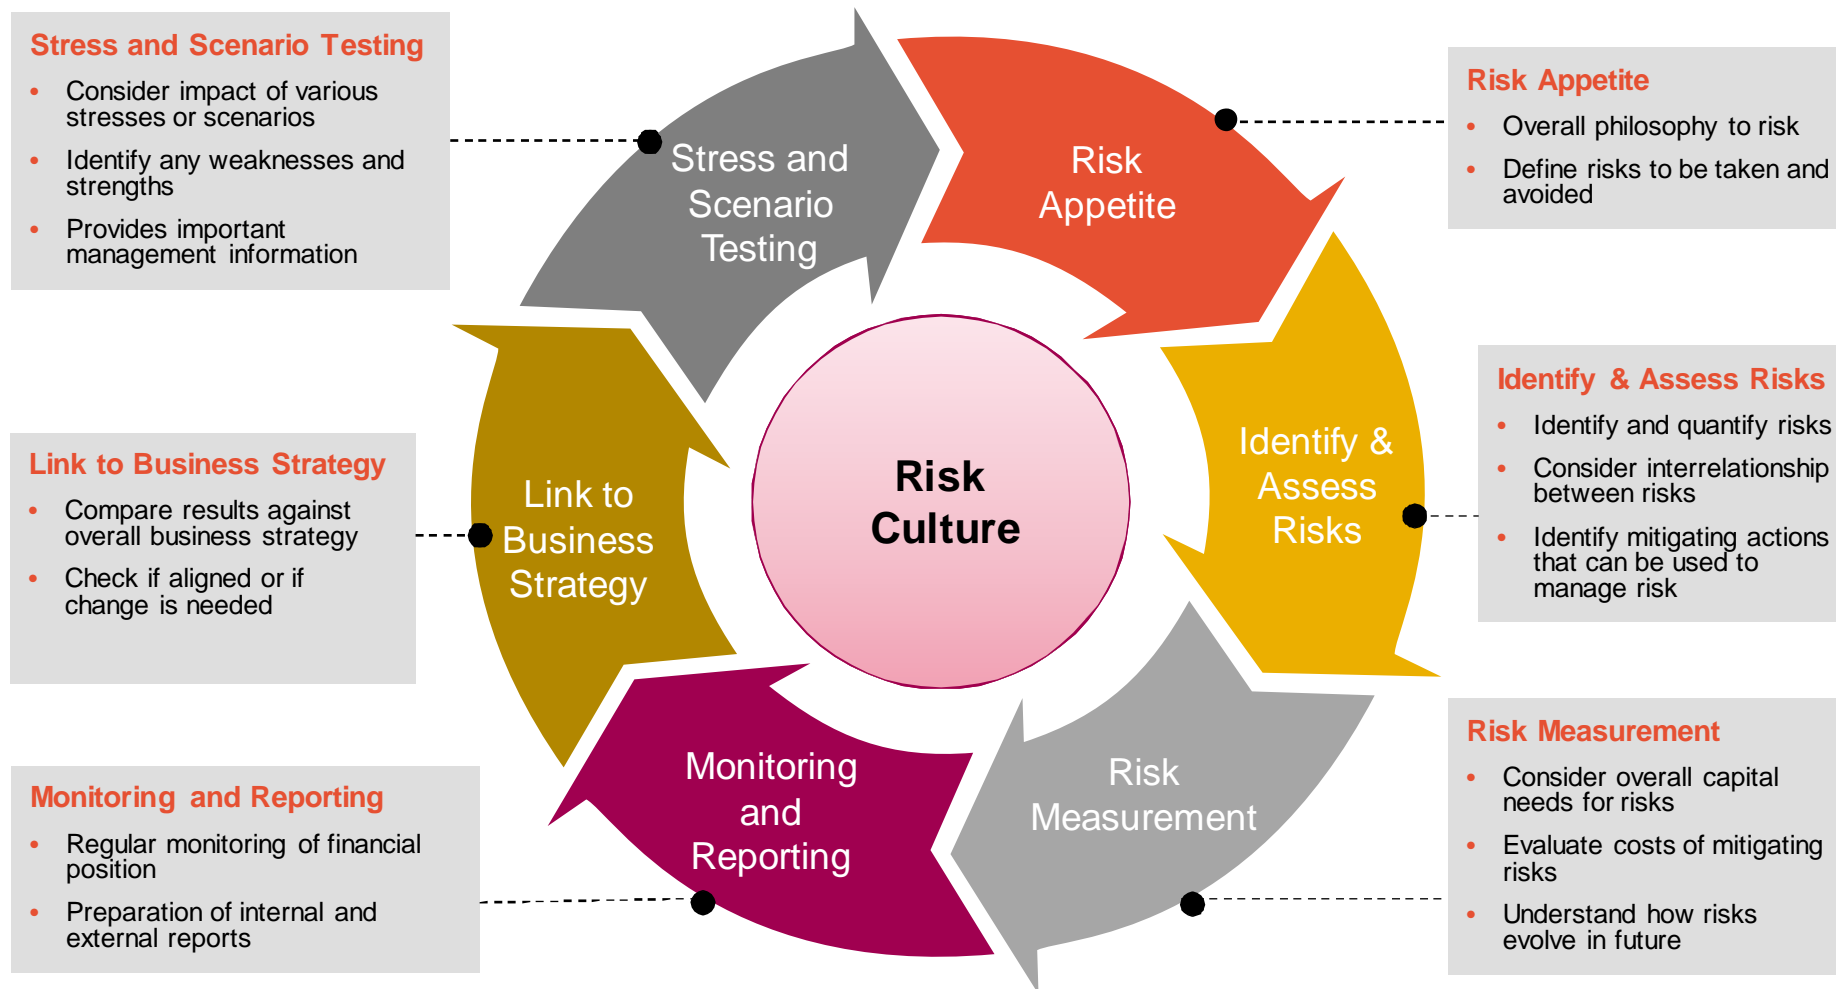 Stress and Scenario Testing
• Consider impact of various
stresses or scenarios
• Identify any weaknesses and
strengths
• Provides important
management information
Link to Business Strategy
• Compare results against
overall business strategy
• Check if aligned or if
change is needed
Monitoring and Reporting
• Regular monitoring of financial
position
• Preparation of internal and
external reports
Stress and
Scenario
Testing
Risk
Appetite
Identify &
Assess
Risks
Risk
Measurement
Monitoring
and
Reporting
Link to
Business
Strategy
Risk
Culture
Risk Appetite
• Overall philosophy to risk
• Define risks to be taken and
avoided
Identify & Assess Risks
• Identify and quantify risks
• Consider interrelationship
between risks
• Identify mitigating actions
that can be used to
manage risk
Risk Measurement
• Consider overall capital
needs for risks
• Evaluate costs of mitigating
risks
• Understand how risks
evolve in future